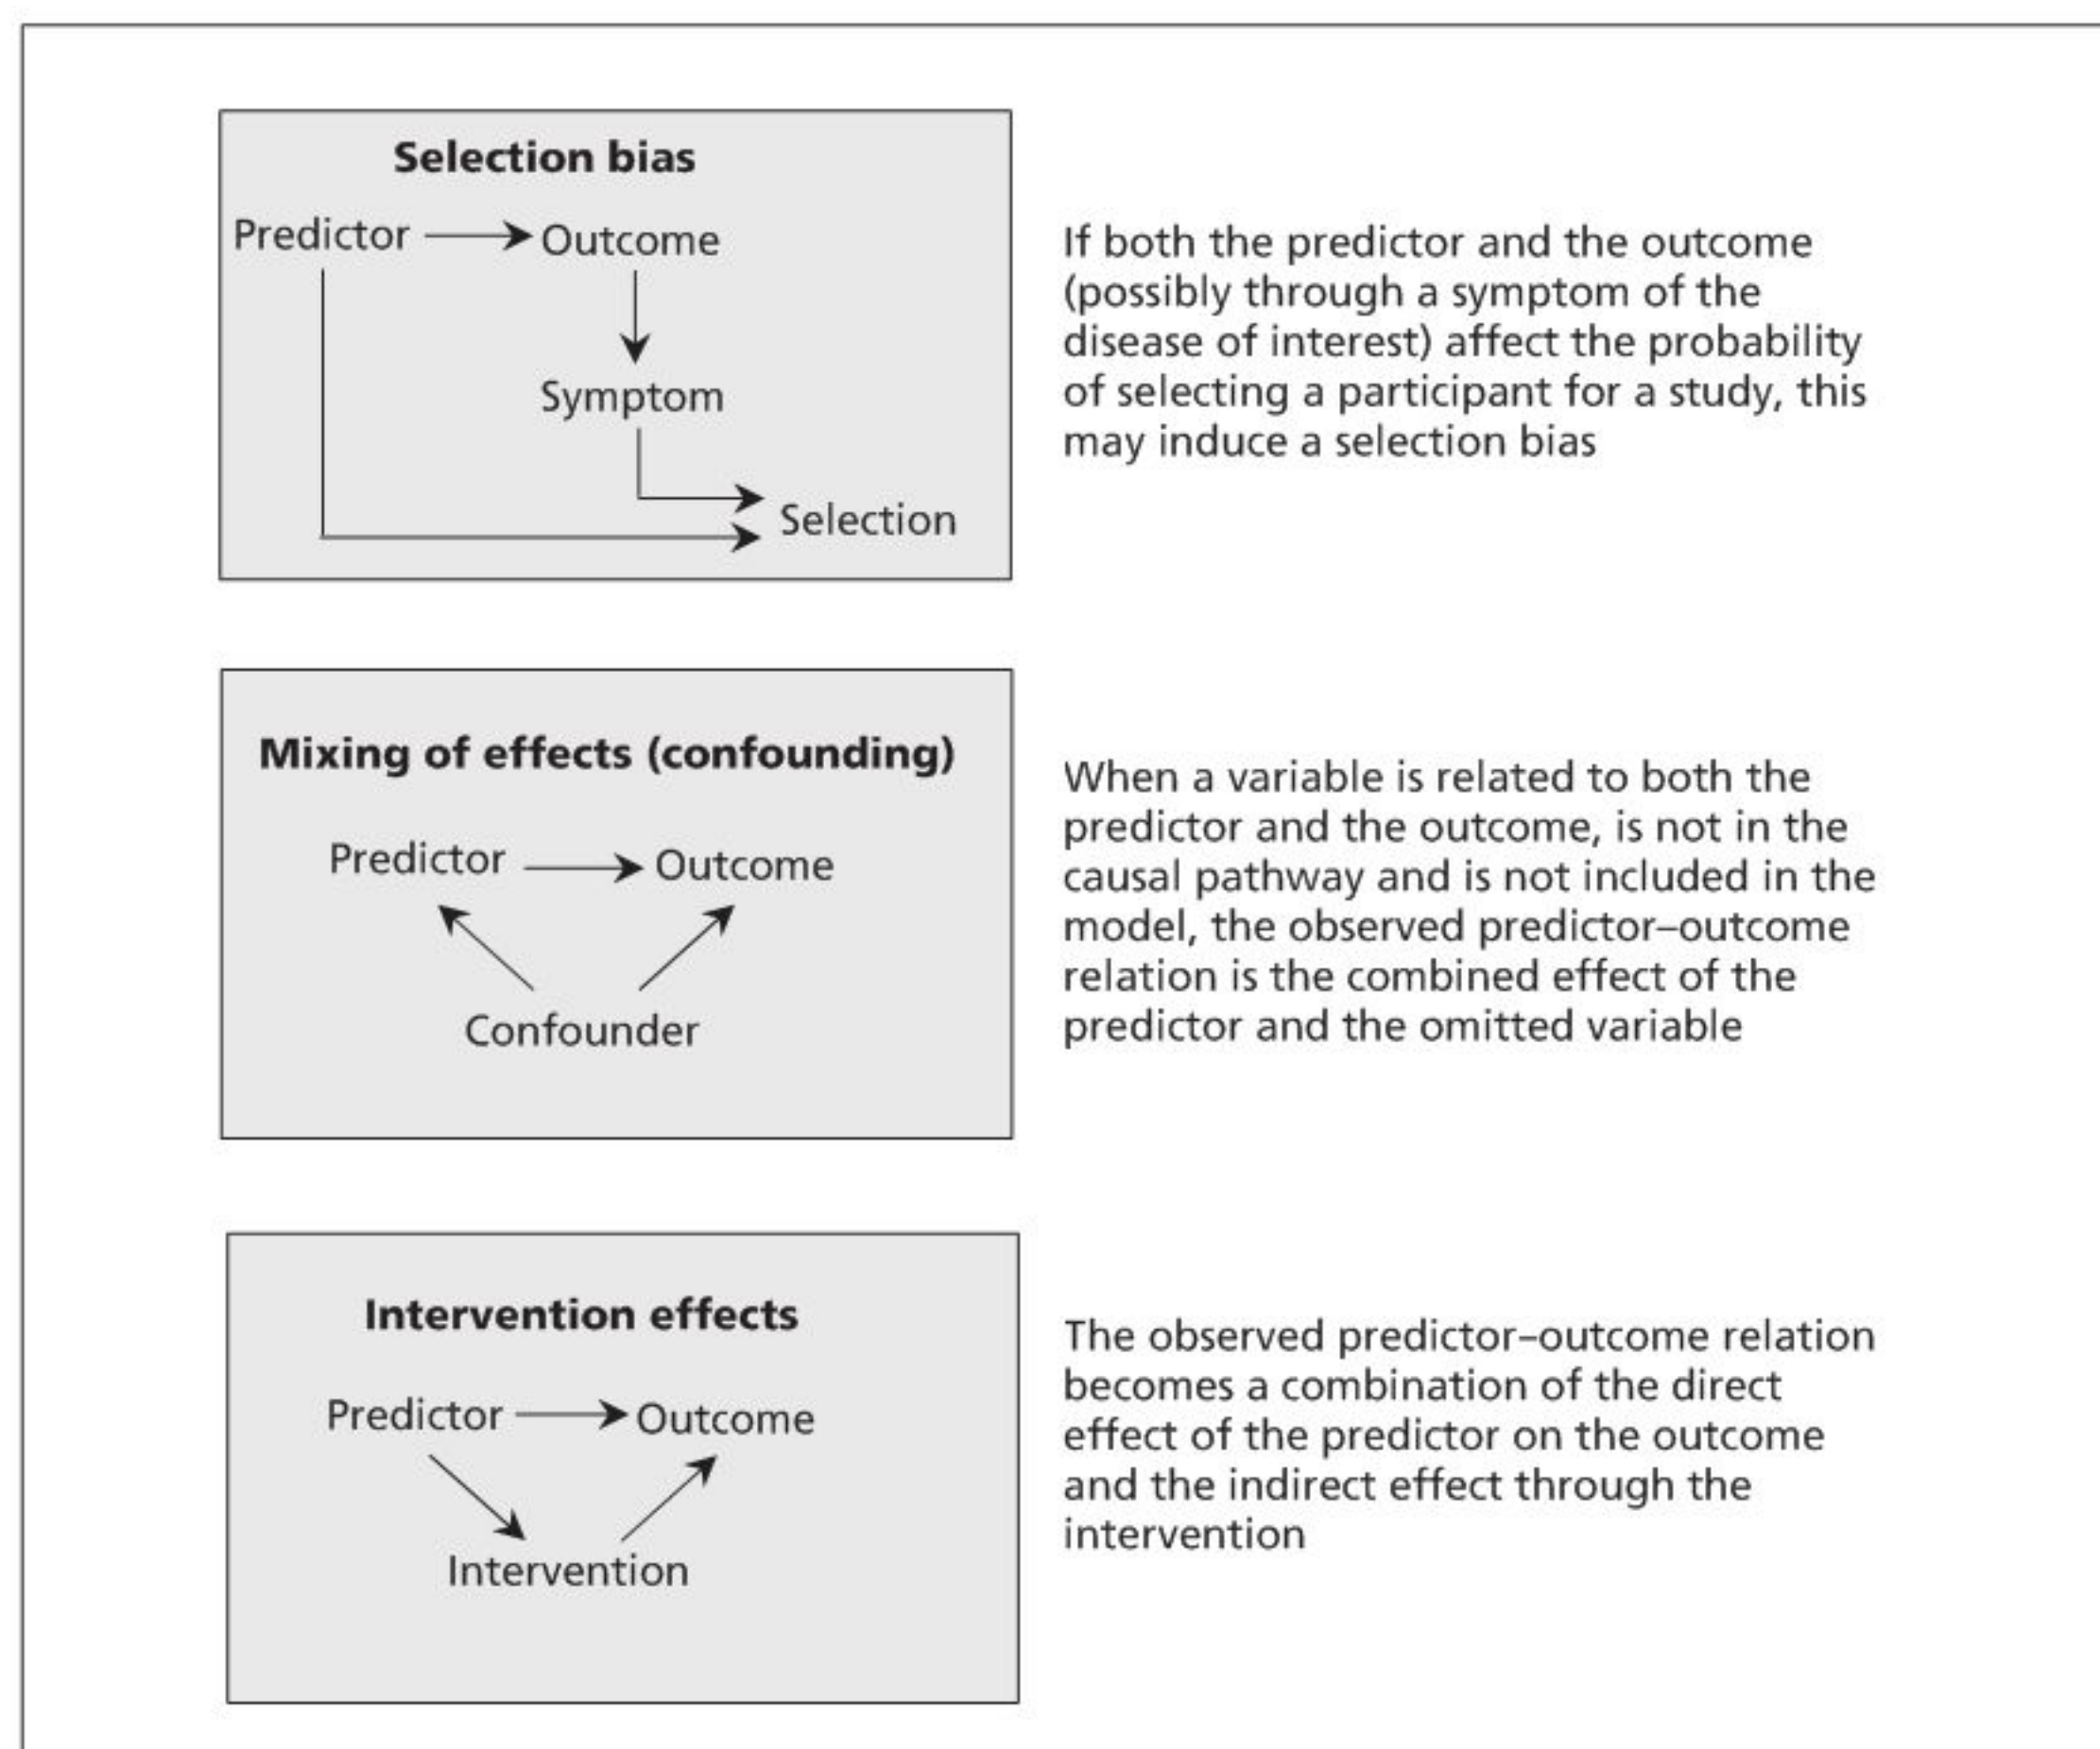 Selection bias
Predictor
Outcome
Symptom
Selection
If both the predictor and the outcome
(possibly through a symptom of the
disease of interest) affect the probability
of selecting a participant for a study, this
may induce a selection bias
Mixing of effects (confounding)
Predictor
Outcome
Confounder
When a variable is related to both the
predictor and the outcome, is not in the
causal pathway and is not included in the
model, the observed predictor–outcome
relation is the combined effect of the
predictor and the omitted variable
Intervention effects
Predictor
Outcome
Intervention
The observed predictor–outcome relation
becomes a combination of the direct
effect of the predictor on the outcome
and the indirect effect through the
intervention